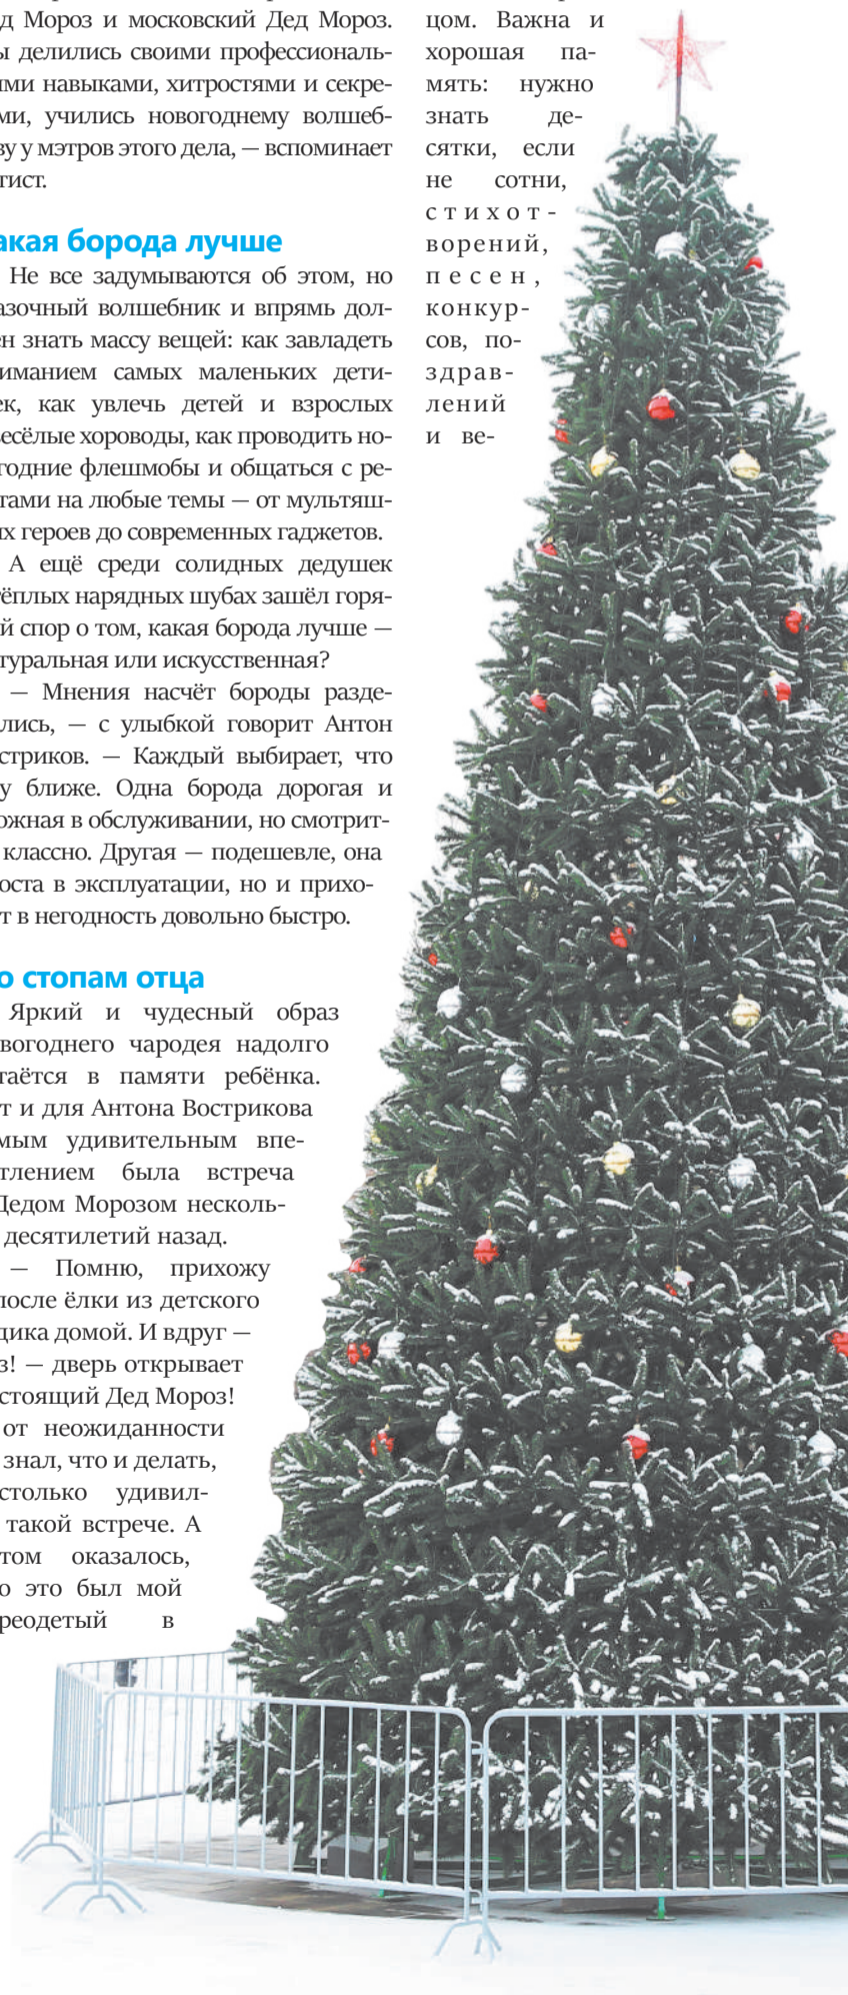 д Мороз и московский Дед Мороз.
ы делились своими профессиональ-
ми навыками, хитростями и секре-
ми, учились новогоднему волшеб-
ву у мэтров этого дела, — вспоминает
тист.
акая борода лучше
Не все задумываются об этом, но
азочный волшебник и впрямь дол-
ен знать массу вещей: как завладеть
иманием самых маленьких дети-
ек, как увлечь детей и взрослых
весёлые хороводы, как проводить но-
годние флешмобы и общаться с ре-
тами на любые темы — от мультяш-
ых героев до современных гаджетов.
А ещё среди солидных дедушек
тёплых нарядных шубах зашёл горя-
й спор о том, какая борода лучше —
туральная или искусственная?
— Мнения насчёт бороды разде-
лись, — с улыбкой говорит Антон
стриков. — Каждый выбирает, что
у ближе. Одна борода дорогая и
ожная в обслуживании, но смотрит-
классно. Другая — подешевле, она
оста в эксплуатации, но и прихо-
т в негодность довольно быстро.
о стопам отца
Яркий и чудесный образ
вогоднего чародея надолго
таётся в памяти ребёнка.
т и для Антона Вострикова
мым удивительным впе-
тлением была встреча
Дедом Морозом несколь-
десятилетий назад.
— Помню, прихожу
после ёлки из детского
дика домой. И вдруг —
з! — дверь открывает
стоящий Дед Мороз!
от неожиданности
знал, что и делать,
столько удивил-
такой встрече. А
том оказалось,
о это был мой
реодетый в
цом. Важна и
хорошая па-
мять: нужно
знать де-
сятки, если
не сотни,
стихот-
ворений,
песен,
конкур-
сов, по-
здрав-
лений
и ве-